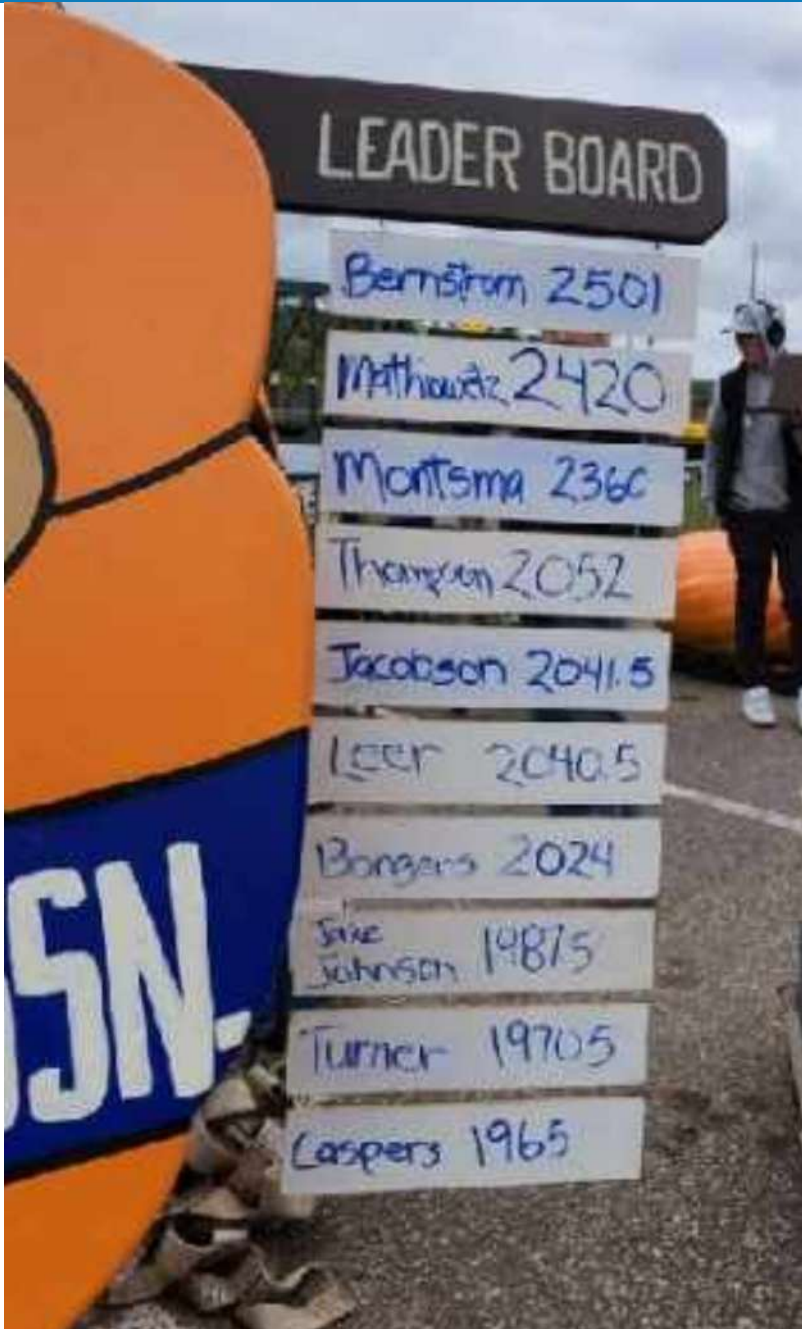 LEADER BOARD
Bernstrom 2501
Mathiowetz 2420
Montsma 2360
Thompson 2052
Jacobson 2041.5
Leer 2040.5
Bongers 2024
Jake
Johnson 1987.5
Turner 1970.5
Caspers 1965
SN.